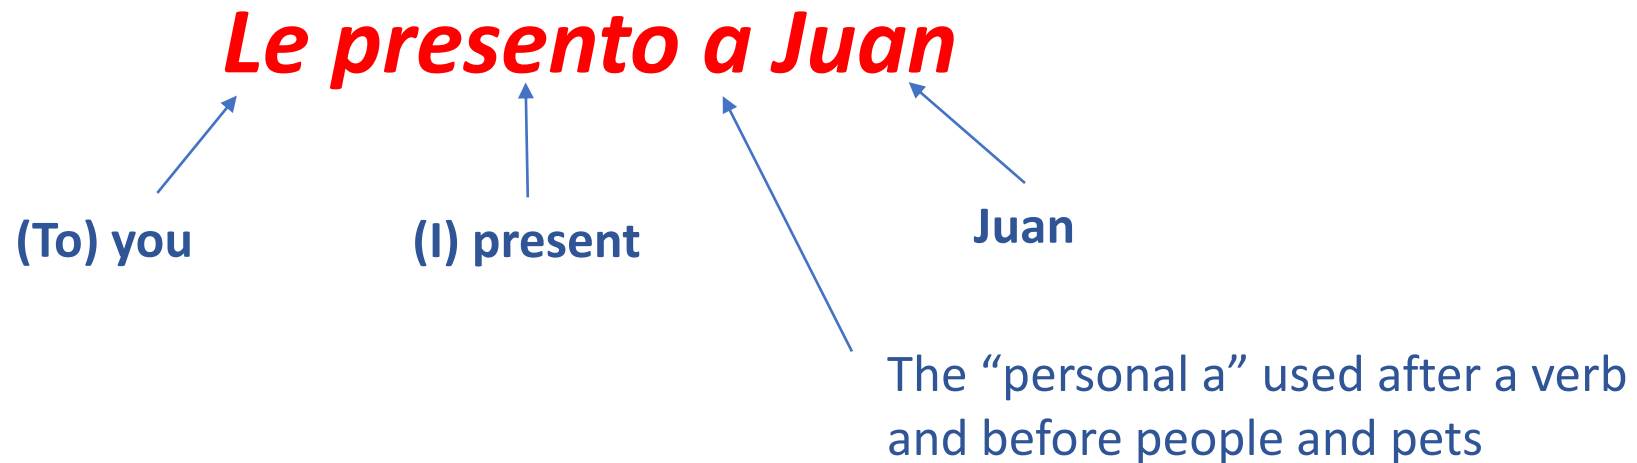 Le presento a Juan
(To) you
(I) present
Juan
The “personal a” used after a verb
and before people and pets